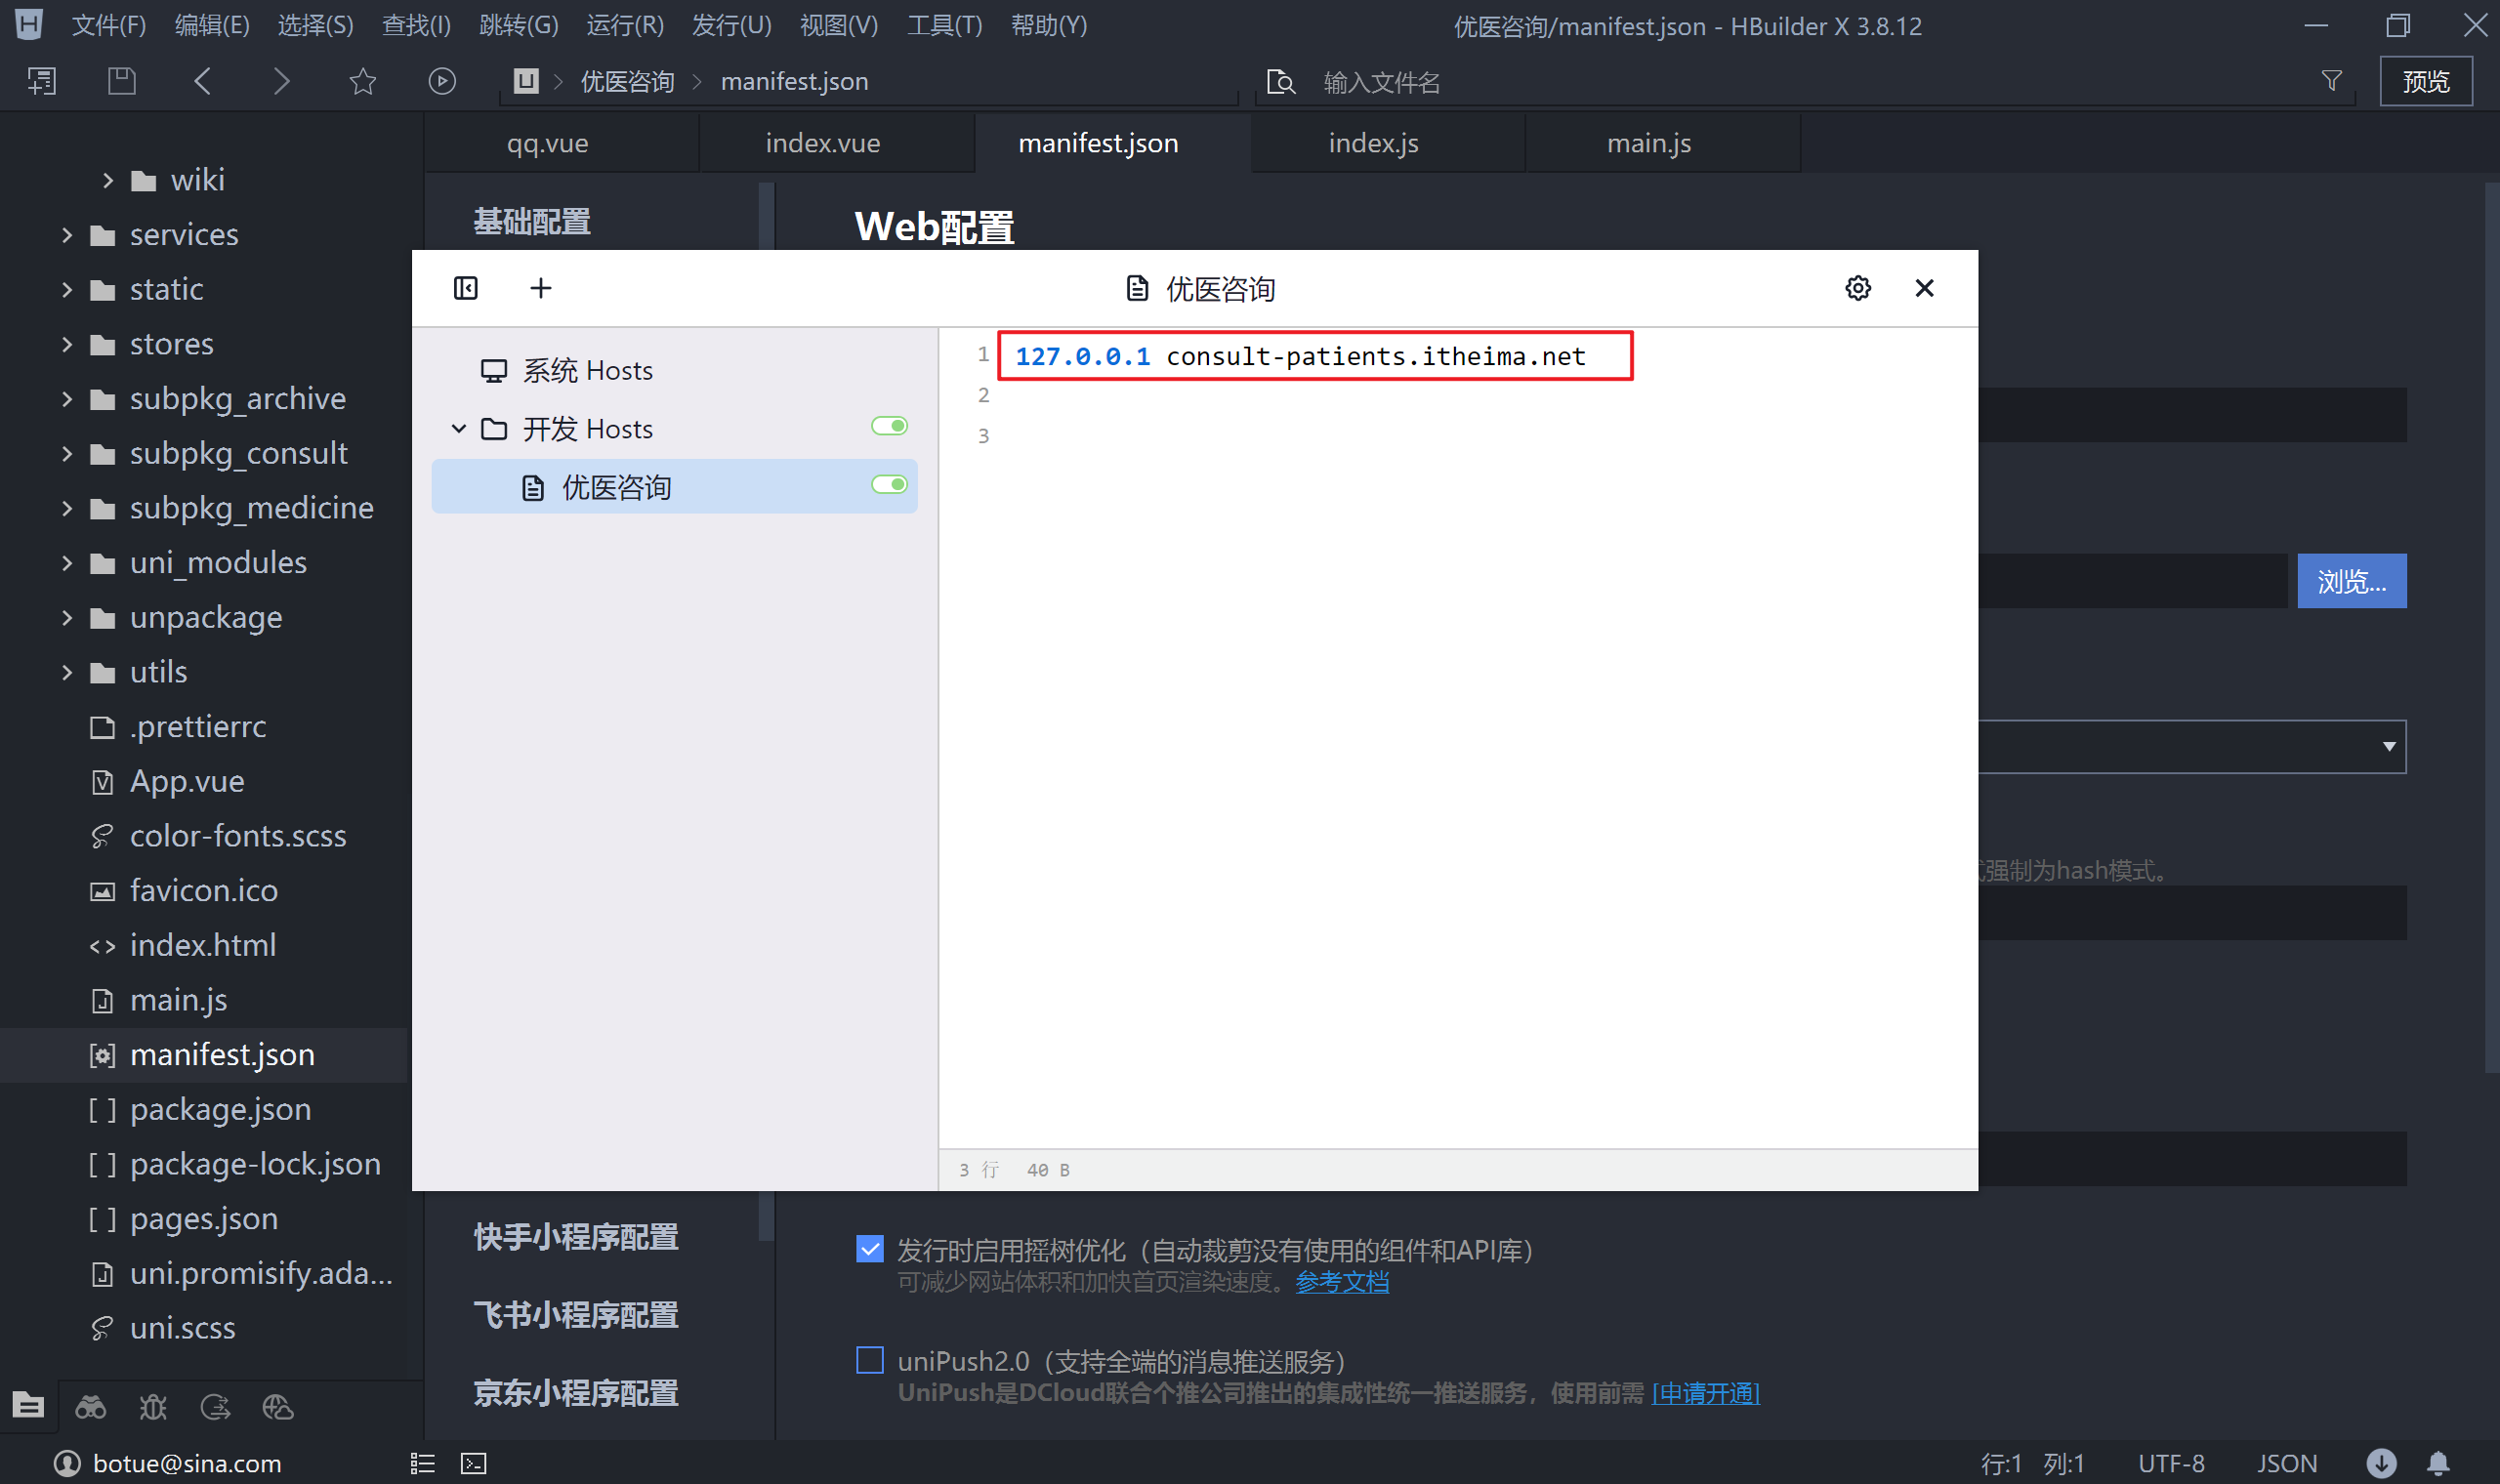 文件(F) 编辑(E) 选择(S) 查找(I) 跳转(G) 运行(R) 发行(U) 视图(V) 工具(T) 帮助(Y) 优医咨询/manifest.json - HBuilder X 3.8.12
优医咨询 manifest.json 输入文件名 预览
qq.vue index.vue manifest.json index.js main.js
wiki
services
static
stores
subpkg_archive
subpkg_consult
subpkg_medicine
uni_modules
unpackage
utils
.prettierrc
App.vue
color-fonts.scss
favicon.ico
index.html
main.js
manifest.json
package.json
package-lock.json
pages.json
uni.promisify.ada...
uni.scss
基础配置
Web配置
优医咨询
系统 Hosts
开发 Hosts
优医咨询
1 127.0.0.1 consult-patients.itheima.net
2
3
3 行 40 B
浏览...
强制为hash模式。
快手小程序配置
飞书小程序配置
京东小程序配置
发行时启用摇树优化（自动裁剪没有使用的组件和API库）
可减少网站体积和加快首页渲染速度。参考文档
uniPush2.0（支持全端的消息推送服务）
UniPush是DCloud联合个推公司推出的集成性统一推送服务，使用前需 [申请开通]
botue@sina.com 行:1 列:1 UTF-8 JSON